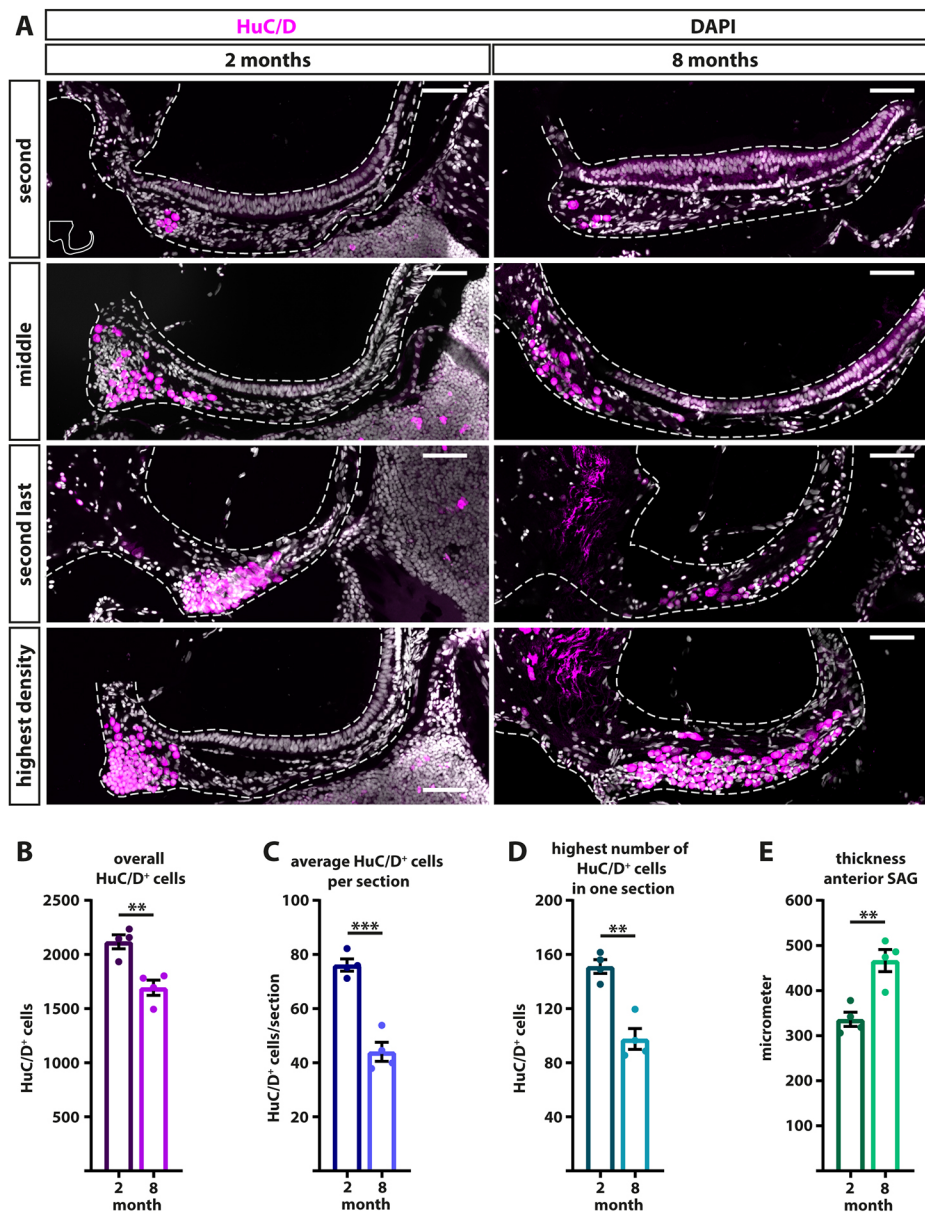 A
HuC/D
DAPI
2 months
8 months
second
middle
second last
highest density
B
overall
HuC/D⁺ cells
HuC/D⁺ cells
2500
2000
1500
1000
500
**
2
8
month
C
average HuC/D⁺ cells
per section
HuC/D⁺ cells/section
100
80
60
40
20
***
2
8
month
D
highest number of
HuC/D⁺ cells
in one section
HuC/D⁺ cells
200
160
120
80
40
**
2
8
month
E
thickness
anterior SAG
micrometer
600
500
400
300
200
100
**
2
8
month